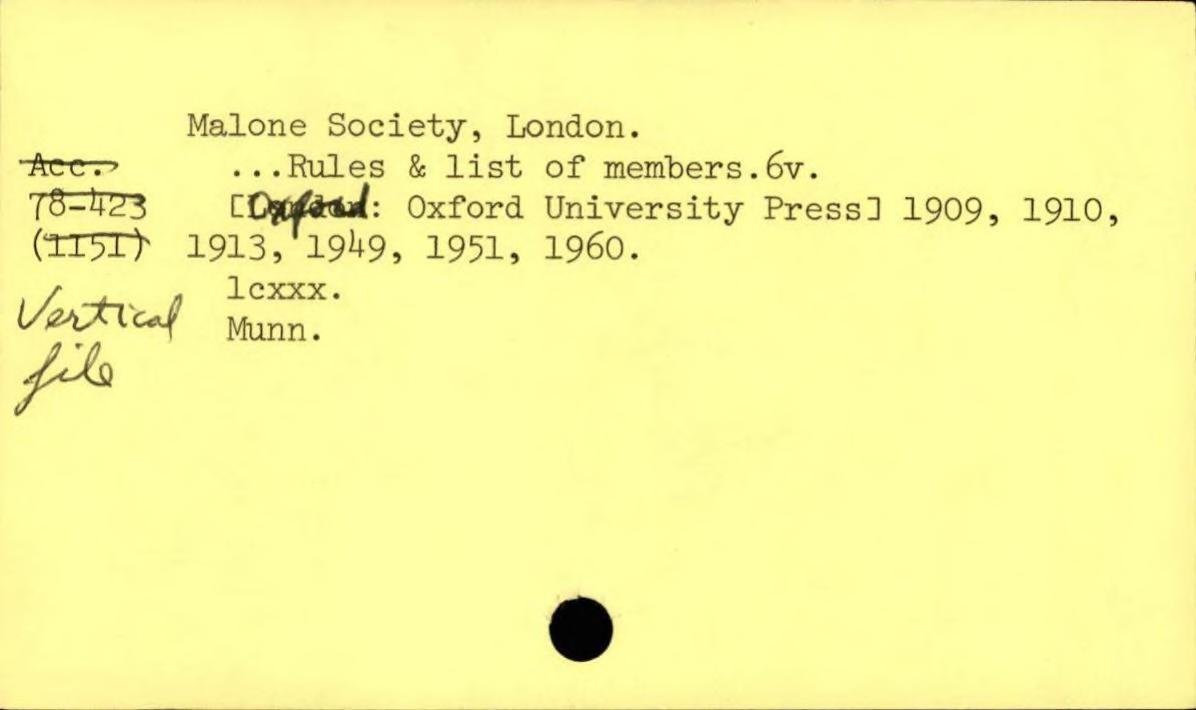 Malone Society, London.
Acc. ...Rules & list of members.6v.
78-423 [Oxford: Oxford University Press] 1909, 1910,
(1151) 1913, 1949, 1951, 1960.
lcxxx.
Vertical Munn.
file